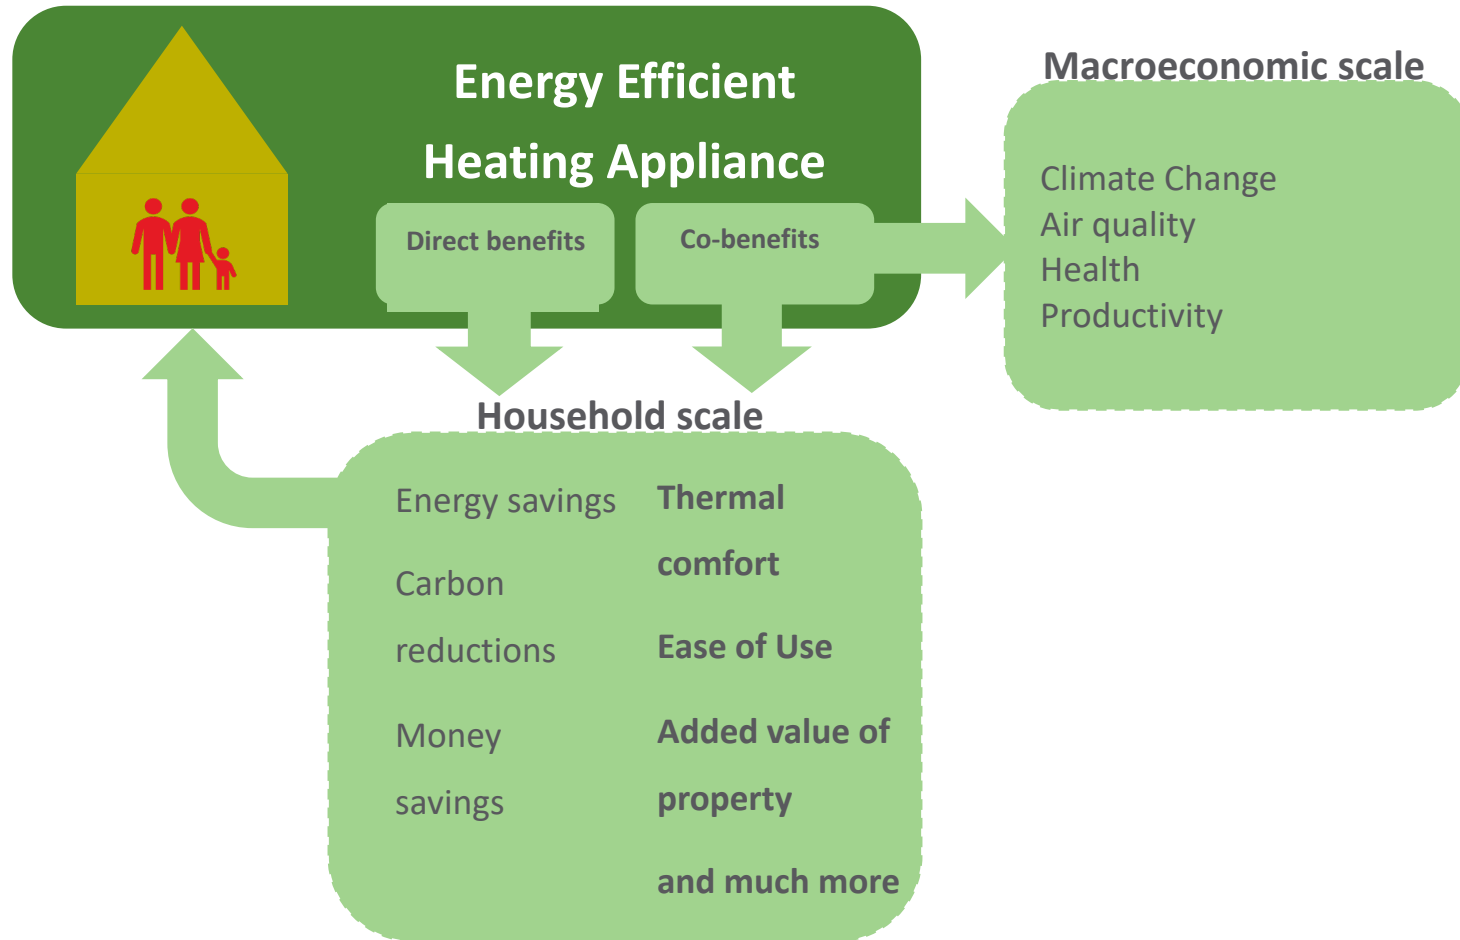 Energy Efficient
Heating Appliance
Direct benefits
Co-benefits
Macroeconomic scale
Climate Change
Air quality
Health
Productivity
Household scale
Energy savings
Carbon
reductions
Money
savings
Thermal
comfort
Ease of Use
Added value of
property
and much more